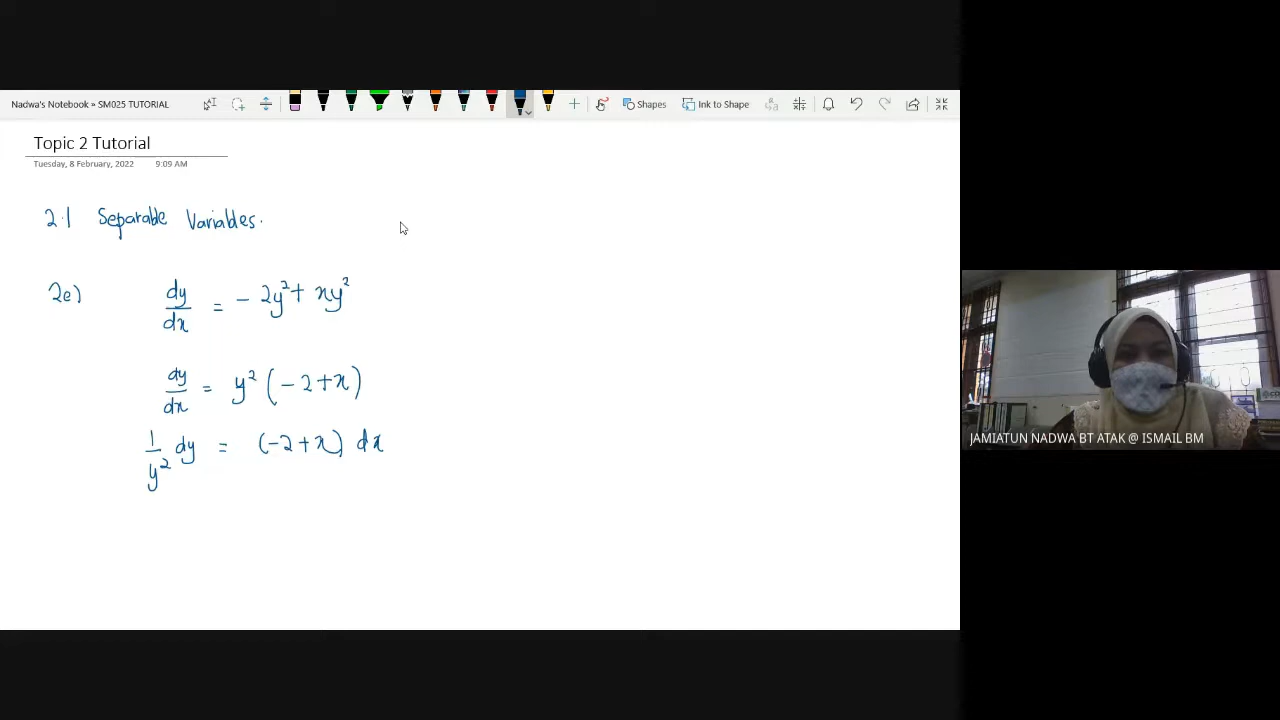 Nadwa's Notebook » SM025 TUTORIAL
Shapes
Ink to Shape
Topic 2 Tutorial
Tuesday, 8 February, 2022 9:09 AM
2.1 Separable Variables.
2e) dy/dx = - 2y² + xy²
dy/dx = y² (-2+x)
1/y² dy = (-2+x) dx
JAMIATUN NADWA BT ATAK @ ISMAIL BM